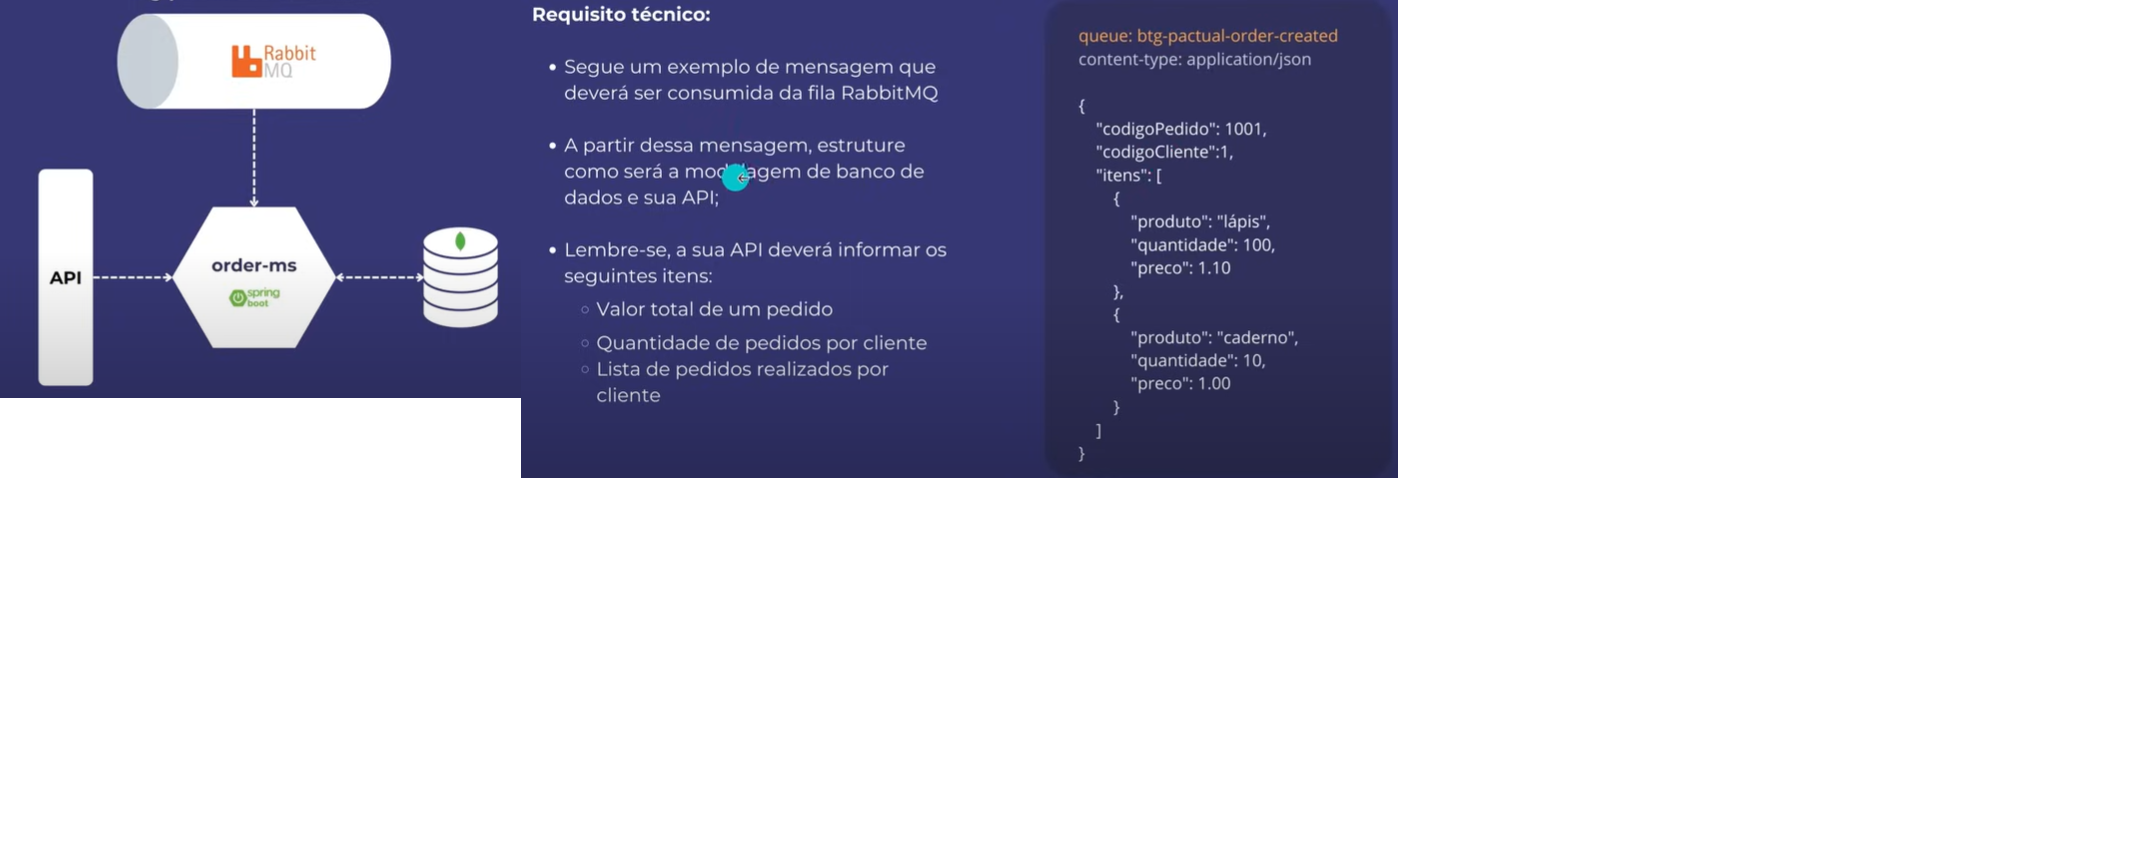 Rabbit
MQ
API
order-ms
spring
boot
Requisito técnico:
• Segue um exemplo de mensagem que
deverá ser consumida da fila RabbitMQ
• A partir dessa mensagem, estruture
como será a de banco de
dados e sua API;
• Lembre-se, a sua API deverá informar os
seguintes itens:
○ Valor total de um pedido
○ Quantidade de pedidos por cliente
○ Lista de pedidos realizados por
cliente
queue: btg-pactual-order-created
content-type: application/json
{
"codigoPedido": 1001,
"codigoCliente":1,
"itens": [
{
"produto": "lápis",
"quantidade": 100,
"preco": 1.10
},
{
"produto": "caderno",
"quantidade": 10,
"preco": 1.00
}
]
}